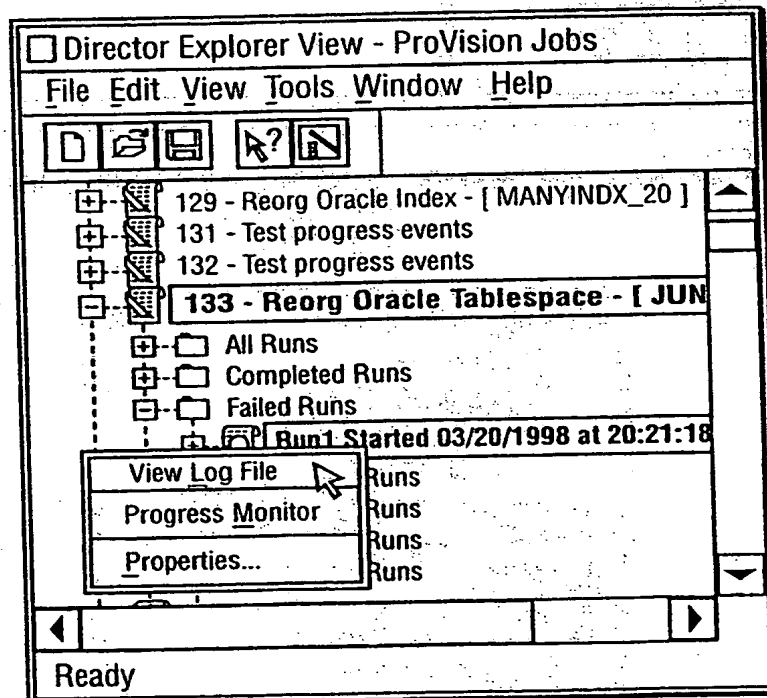 Director Explorer View - ProVision Jobs
File Edit View Tools Window Help
?
129 - Reorg Oracle Index - [ MANYINDX_20 ]
131 - Test progress events
132 - Test progress events
133 - Reorg Oracle Tablespace - [ JUN
All Runs
Completed Runs
Failed Runs
Run1 Started 03/20/1998 at 20:21:18
View Log File
Runs
Progress Monitor
Runs
Runs
Properties...
Runs
Ready